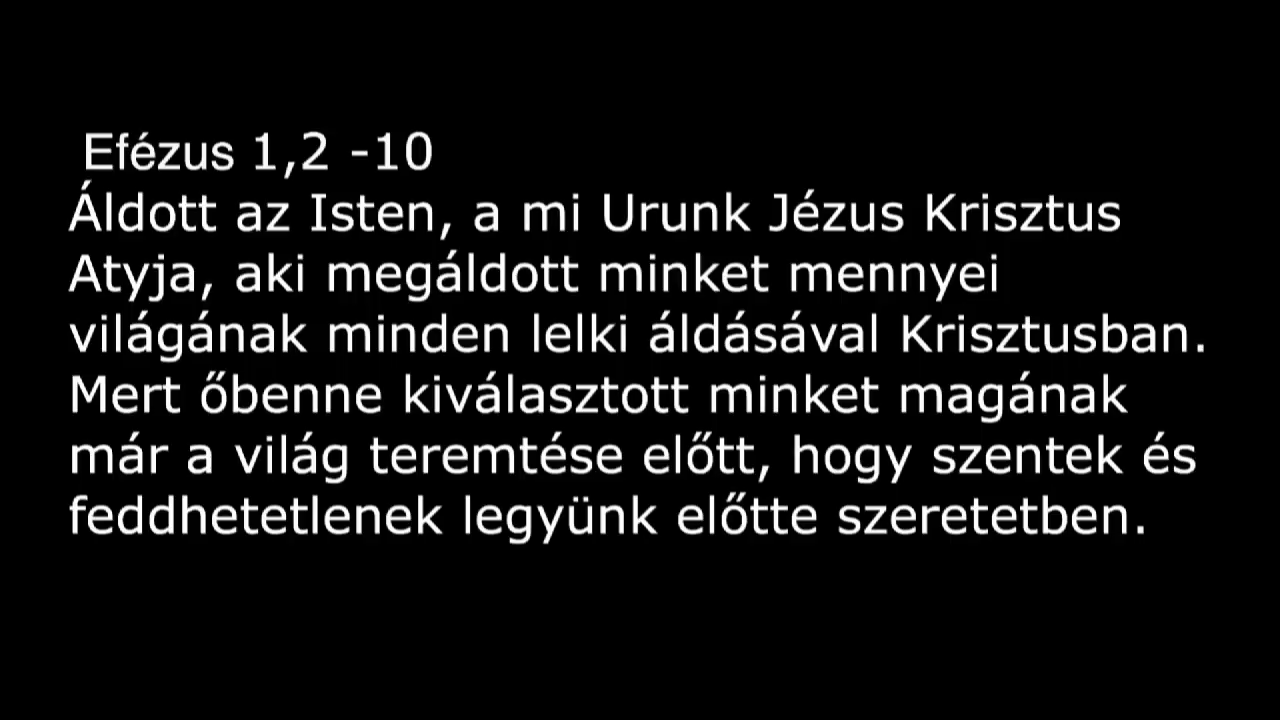 Efézus 1,2 -10
Áldott az Isten, a mi Urunk Jézus Krisztus
Atyja, aki megáldott minket mennyei
világának minden lelki áldásával Krisztusban.
Mert őbenne kiválasztott minket magának
már a világ teremtése előtt, hogy szentek és
feddhetetlenek legyünk előtte szeretetben.